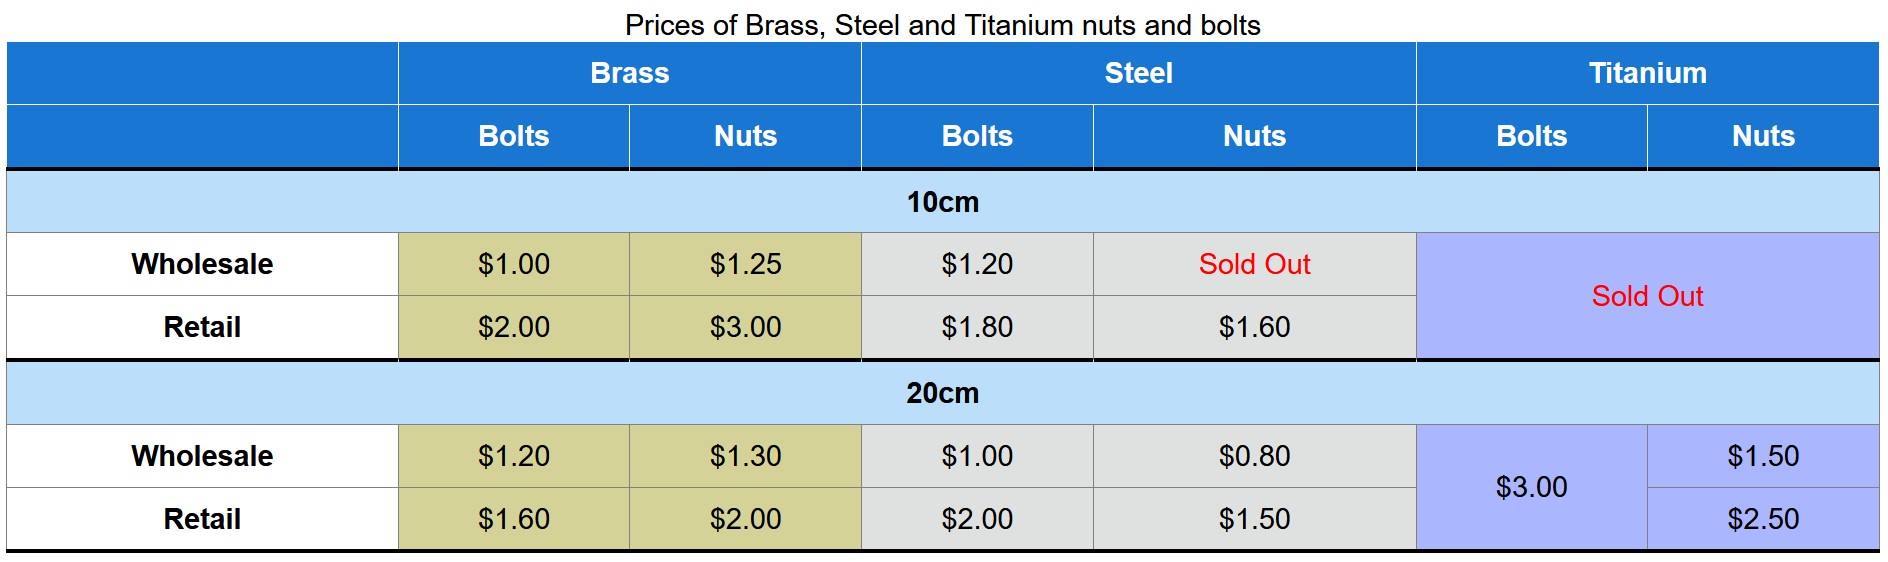 Prices of Brass, Steel and Titanium nuts and bolts
Brass Steel Titanium
Bolts Nuts Bolts Nuts Bolts Nuts
10cm
Wholesale $1.00 $1.25 $1.20 Sold Out
Sold Out
Retail $2.00 $3.00 $1.80 $1.60
20cm
Wholesale $1.20 $1.30 $1.00 $0.80 $1.50
$3.00
Retail $1.60 $2.00 $2.00 $1.50 $2.50